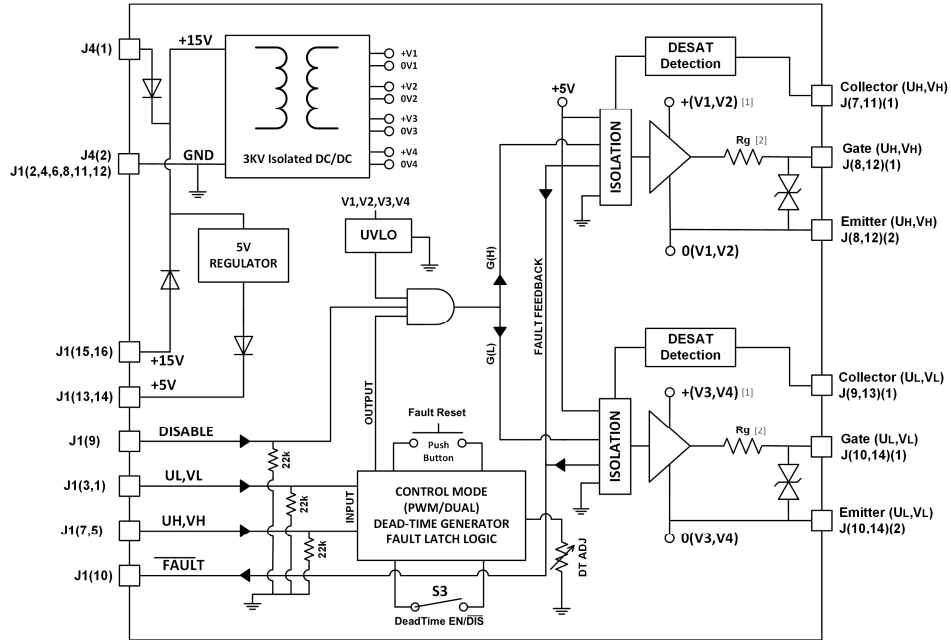 J4(1)
+15V
3KV Isolated DC/DC
+V1
0V1
+V2
0V2
+V3
0V3
+V4
0V4
J4(2)
J1(2,4,6,8,11,12)
GND
V1,V2,V3,V4
UVLO
5V
REGULATOR
J1(15,16)
+15V
J1(13,14)
+5V
J1(9)
DISABLE
J1(3,1)
UL,VL
J1(7,5)
UH,VH
J1(10)
FAULT
22k
22k
22k
INPUT
OUTPUT
Fault Reset
Push
Button
CONTROL MODE
(PWM/DUAL)
DEAD-TIME GENERATOR
FAULT LATCH LOGIC
S3
DeadTime EN/DIS
DT ADJ
G(H)
G(L)
FAULT FEEDBACK
+5V
ISOLATION
DESAT
Detection
+(V1,V2) [1]
Rg [2]
0(V1,V2)
Collector (UH,VH)
J(7,11)(1)
Gate (UH,VH)
J(8,12)(1)
Emitter (UH,VH)
J(8,12)(2)
ISOLATION
DESAT
Detection
+(V3,V4) [1]
Rg [2]
0(V3,V4)
Collector (UL,VL)
J(9,13)(1)
Gate (UL,VL)
J(10,14)(1)
Emitter (UL,VL)
J(10,14)(2)